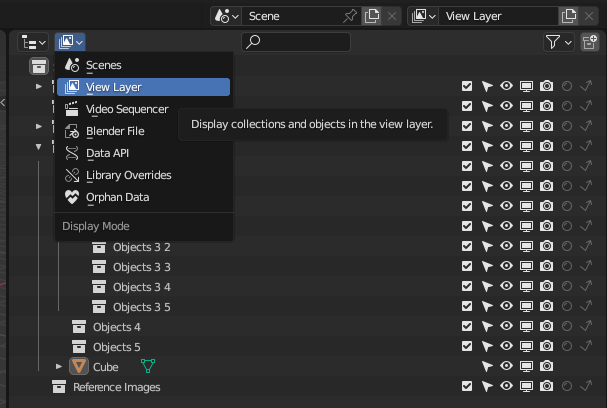 Scene
View Layer
Scenes
View Layer
Video Sequencer
Display collections and objects in the view layer.
Blender File
Data API
Library Overrides
Orphan Data
Display Mode
Objects 3 2
Objects 3 3
Objects 3 4
Objects 3 5
Objects 4
Objects 5
Cube
Reference Images